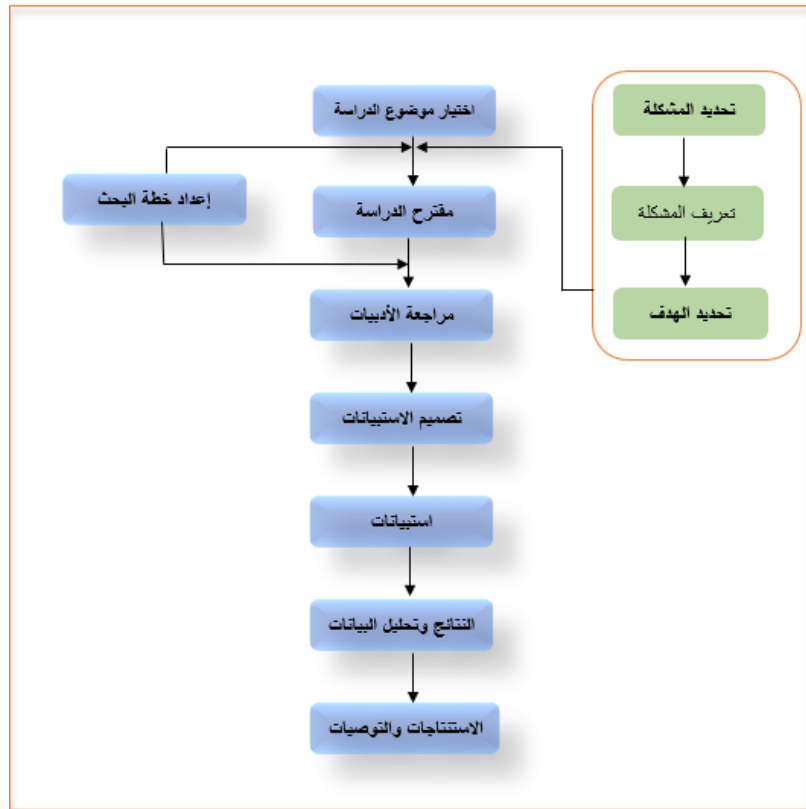 اختيار موضوع الدراسة
تحديد المشكلة
إعداد خطة البحث
مقترح الدراسة
تعريف المشكلة
مراجعة الأدبيات
تحديد الهدف
تصميم الاستبيانات
استبيانات
النتائج وتحليل البيانات
الاستنتاجات والتوصيات